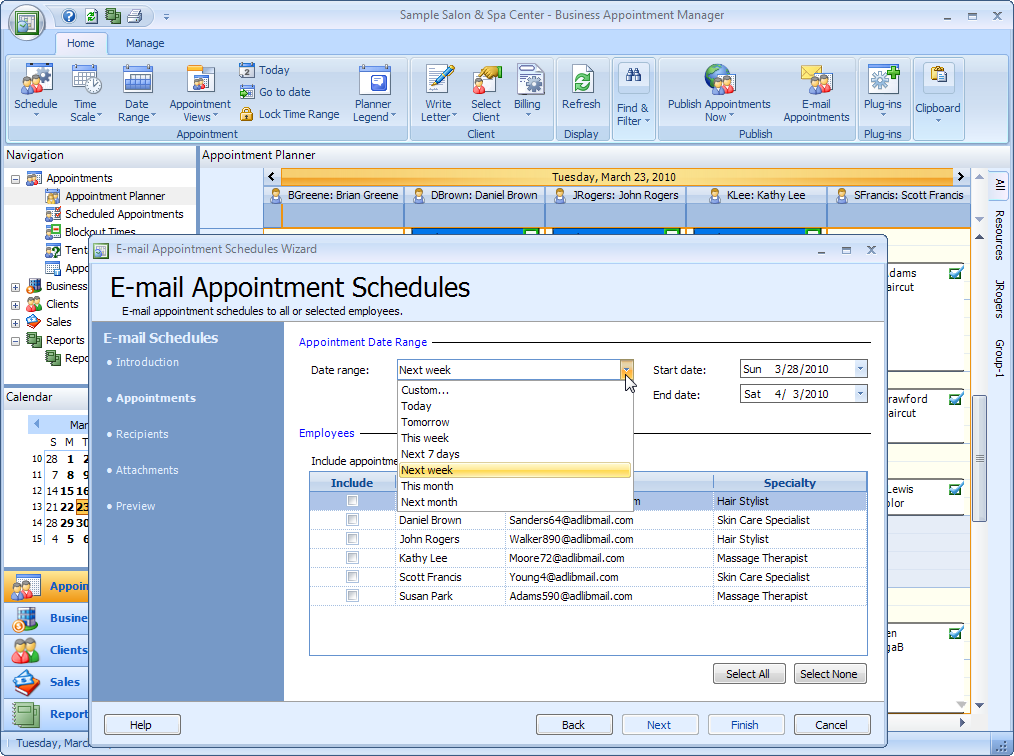 Sample Salon & Spa Center - Business Appointment Manager
Home Manage
Schedule
Time Scale
Date Range
Appointment Views
Today
Go to date
Lock Time Range
Planner Legend
Appointment
Write Letter
Select Client
Billing
Client
Refresh
Display
Find & Filter
Publish Appointments Now
E-mail Appointments
Publish
Plug-ins
Plug-ins
Clipboard
Navigation
Appointments
Appointment Planner
Scheduled Appointments
Blockout Times
Tent
Appo
Business
Clients
Sales
Reports
Repo
Appointment Planner
Tuesday, March 23, 2010
BGreene: Brian Greene DBrown: Daniel Brown JRogers: John Rogers KLee: Kathy Lee SFrancis: Scott Francis
All
Resources
JRogers
Group-1
dams
aircut
rawford
aircut
Lewis
olor
en
gaB
Calendar
Mar
S M T
10 28 1 2
11 7 8 9
12 14 15 16
13 21 22 23
14 28 29 30
15 4 5 6
Appoin
Busine
Clients
Sales
Report
Tuesday, Marc
E-mail Appointment Schedules Wizard
E-mail Appointment Schedules
E-mail appointment schedules to all or selected employees.
E-mail Schedules
Introduction
Appointments
Recipients
Attachments
Preview
Appointment Date Range
Date range: Next week
Custom...
Today
Tomorrow
This week
Next 7 days
Next week
This month
Next month
Start date: Sun 3/28/2010
End date: Sat 4/ 3/2010
Employees
Include appointme
Include Specialty
m Hair Stylist
Daniel Brown Sanders64@adlibmail.com Skin Care Specialist
John Rogers Walker890@adlibmail.com Hair Stylist
Kathy Lee Moore72@adlibmail.com Massage Therapist
Scott Francis Young4@adlibmail.com Skin Care Specialist
Susan Park Adams590@adlibmail.com Massage Therapist
Select All Select None
Help Back Next Finish Cancel